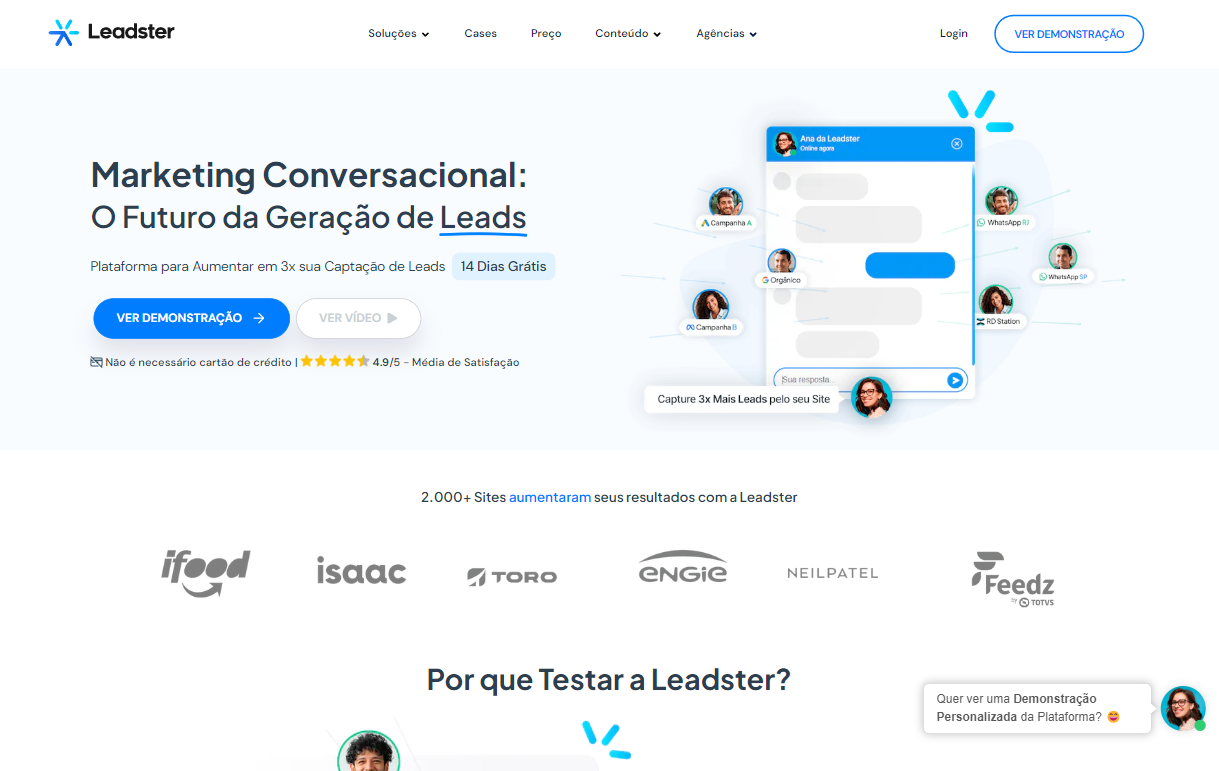 Leadster
Soluções
Cases
Preço
Conteúdo
Agências
Login
VER DEMONSTRAÇÃO
Marketing Conversacional:
O Futuro da Geração de Leads
Plataforma para Aumentar em 3x sua Captação de Leads 14 Dias Grátis
VER DEMONSTRAÇÃO
VER VÍDEO
Não é necessário cartão de crédito | 4.9/5 - Média de Satisfação
Ana da Leadster
Online agora
Campanha A
WhatsApp RJ
Orgânico
WhatsApp SP
Campanha B
RD Station
Sua resposta...
Capture 3x Mais Leads pelo seu Site
2.000+ Sites aumentaram seus resultados com a Leadster
ifood
isaac
TORO
ENGIE
NEILPATEL
Feedz
by TOTVS
Por que Testar a Leadster?
Quer ver uma Demonstração
Personalizada da Plataforma?